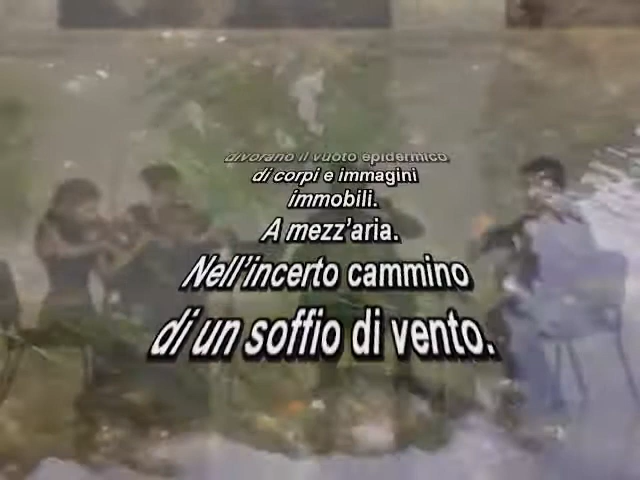 divorano il vuoto epidermico
di corpi e immagini
immobili.
A mezz'aria.
Nell'incerto cammino
di un soffio di vento.